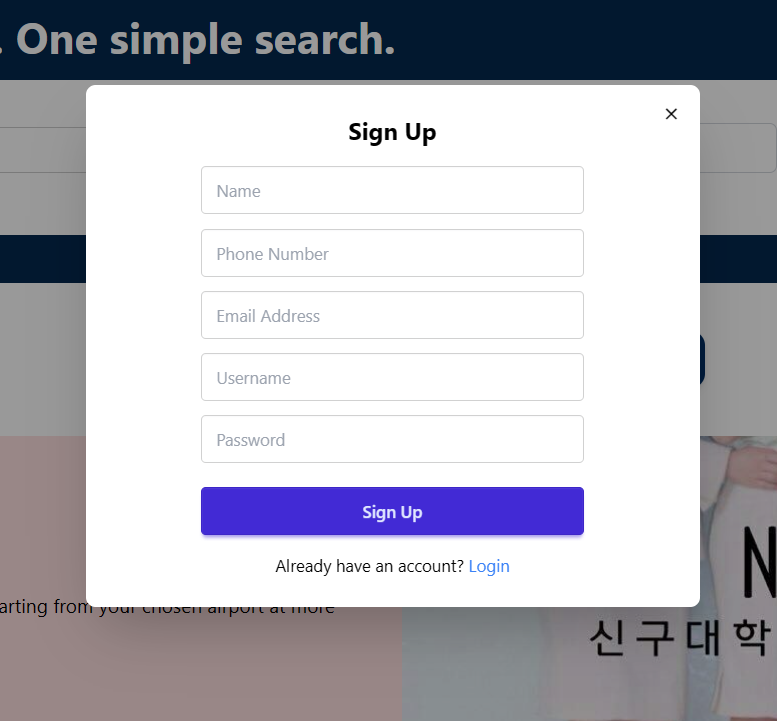 . One simple search.
Sign Up
Name
Phone Number
Email Address
Username
Password
Sign Up
Already have an account? Login
arting from your chosen airport at more
N
신구대학